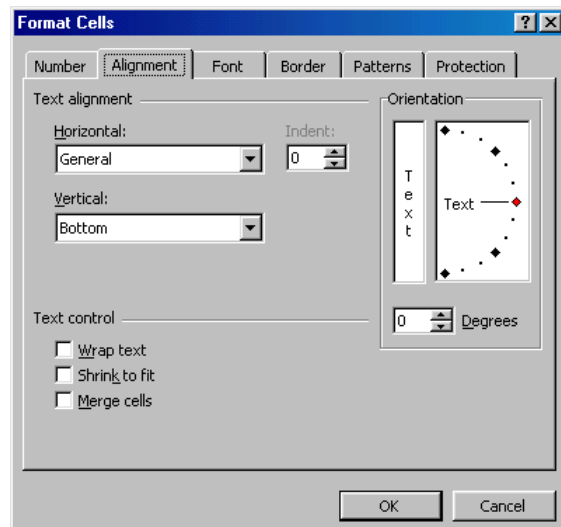 Format Cells
Number Alignment Font Border Patterns Protection
Text alignment
Horizontal:
General
Indent:
0
Vertical:
Bottom
Orientation
T
e
x
t
Text
0 Degrees
Text control
Wrap text
Shrink to fit
Merge cells
OK Cancel